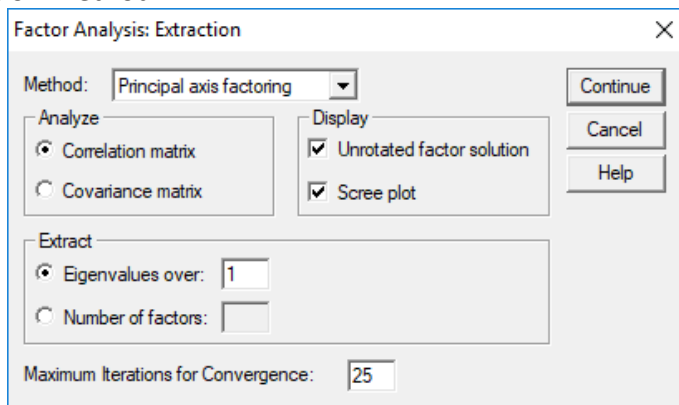 Factor Analysis: Extraction
Method: Principal axis factoring
Continue
Analyze
Display
Cancel
Correlation matrix
Unrotated factor solution
Help
Covariance matrix
Scree plot
Extract
Eigenvalues over: 1
Number of factors:
Maximum Iterations for Convergence: 25